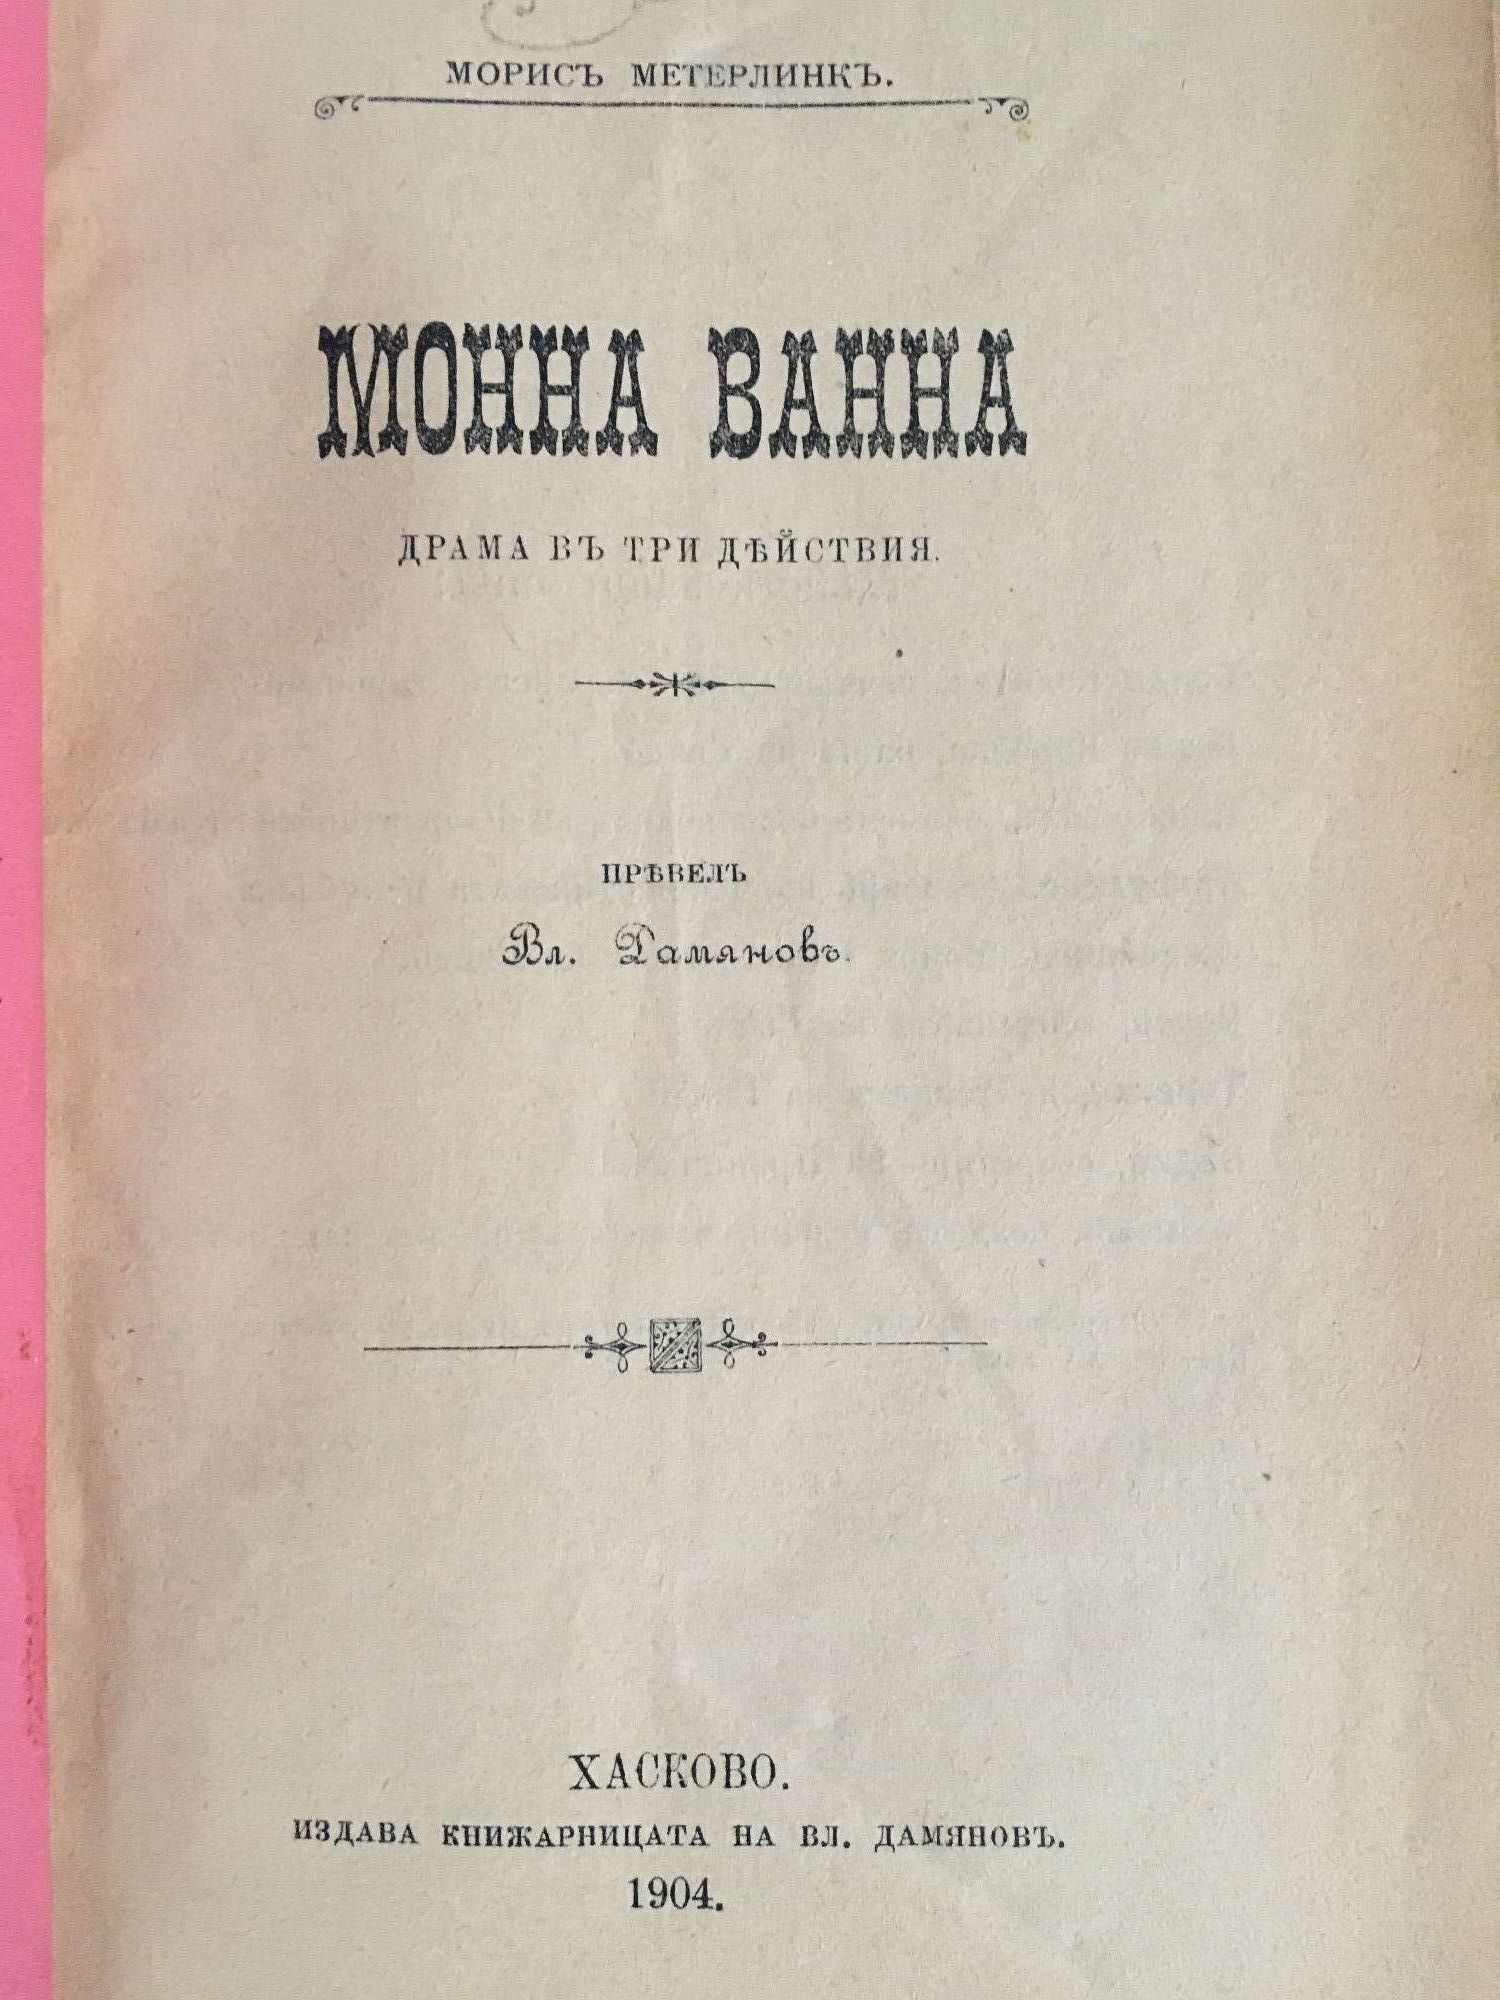 МОРИСЪ МЕТЕРЛИНКЪ.
МОННА ВАННА
ДРАМА ВЪ ТРИ ДѢЙСТВИЯ.
ПРѢВЕЛЪ
Вл. Дамяновъ.
ХАСКОВО.
ИЗДАВА КНИЖАРНИЦАТА НА ВЛ. ДАМЯНОВЪ.
1904.